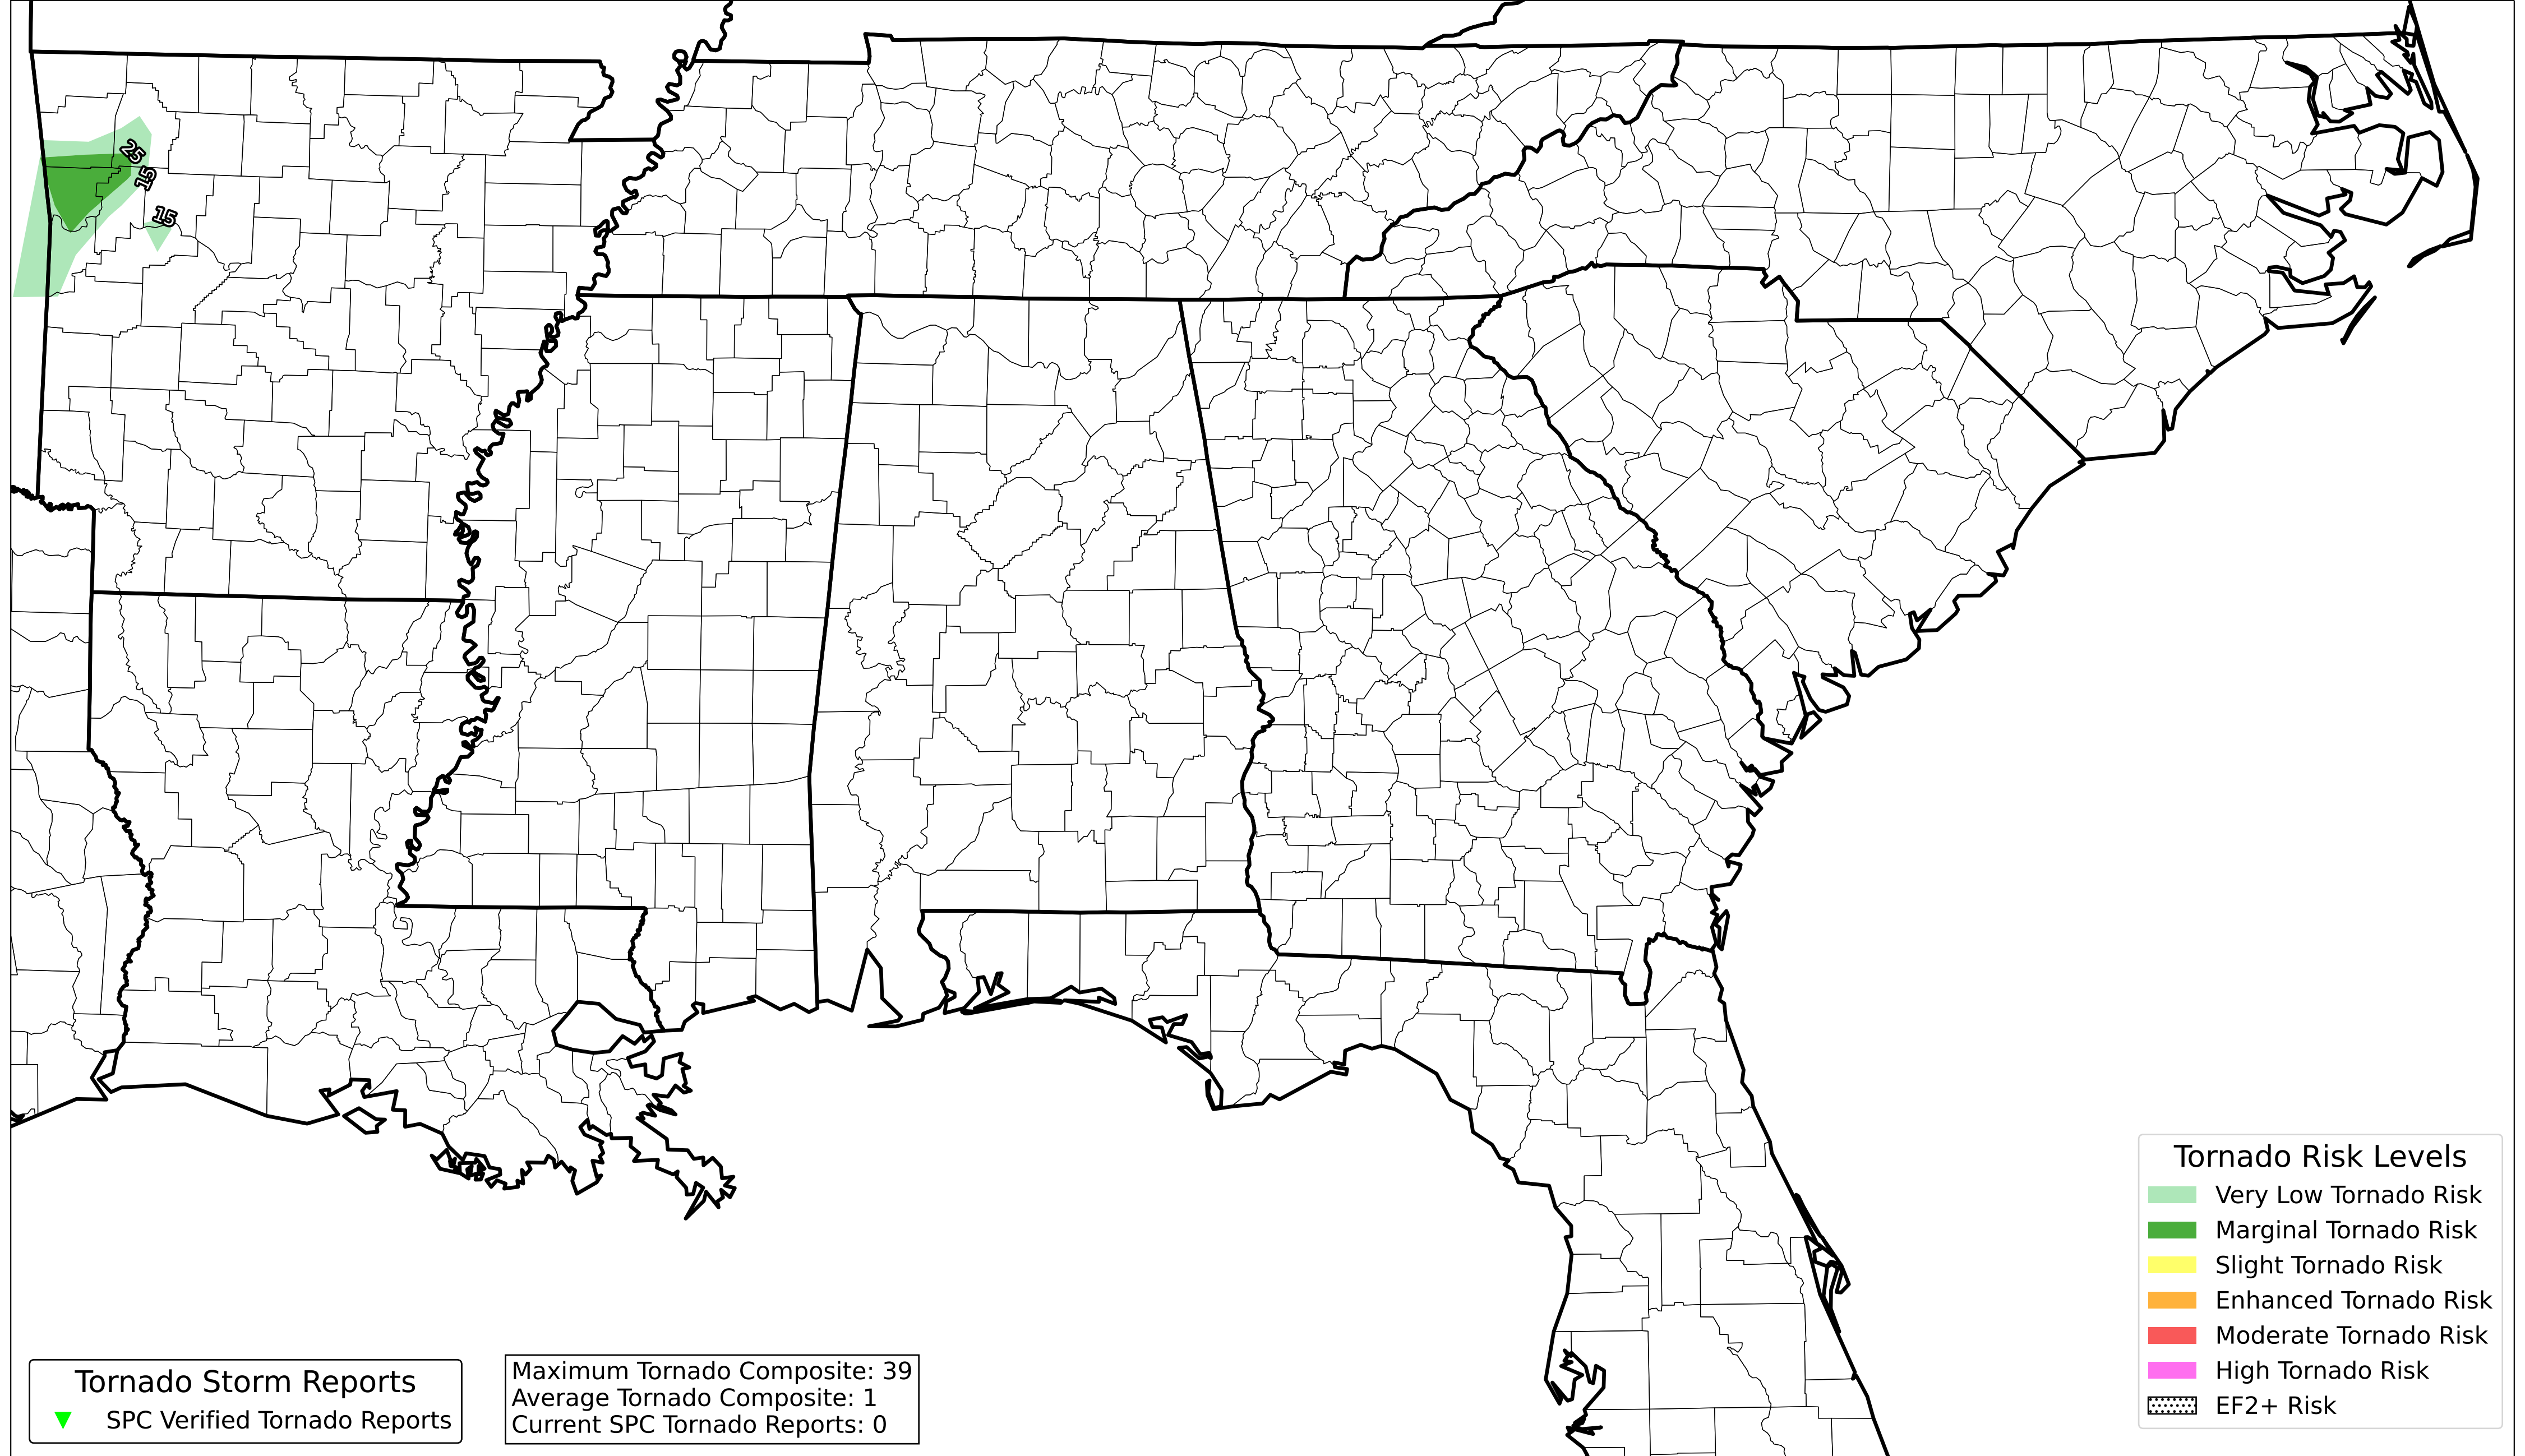 25
15
15
Tornado Risk Levels
Very Low Tornado Risk
Marginal Tornado Risk
Slight Tornado Risk
Enhanced Tornado Risk
Moderate Tornado Risk
High Tornado Risk
EF2+ Risk
Tornado Storm Reports
SPC Verified Tornado Reports
Maximum Tornado Composite: 39
Average Tornado Composite: 1
Current SPC Tornado Reports: 0